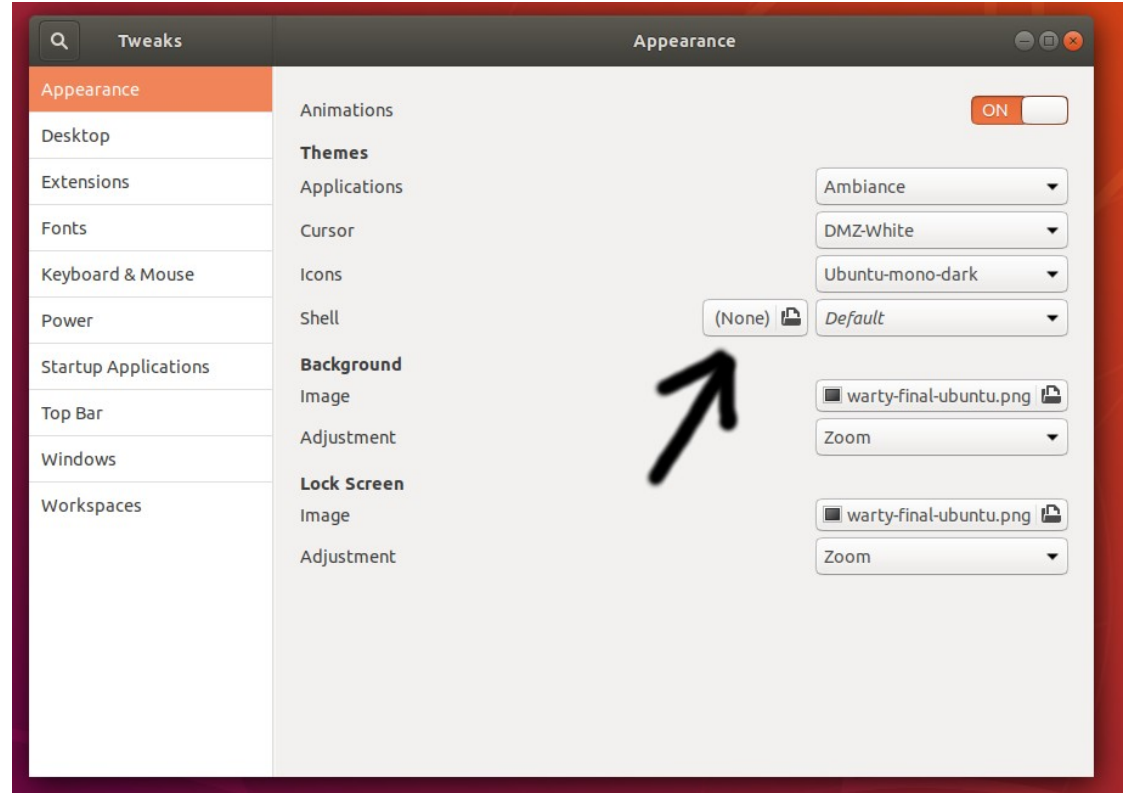 Tweaks
Appearance
Appearance
Desktop
Extensions
Fonts
Keyboard & Mouse
Power
Startup Applications
Top Bar
Windows
Workspaces
Animations ON
Themes
Applications Ambiance
Cursor DMZ-White
Icons Ubuntu-mono-dark
Shell (None) Default
Background
Image warty-final-ubuntu.png
Adjustment Zoom
Lock Screen
Image warty-final-ubuntu.png
Adjustment Zoom